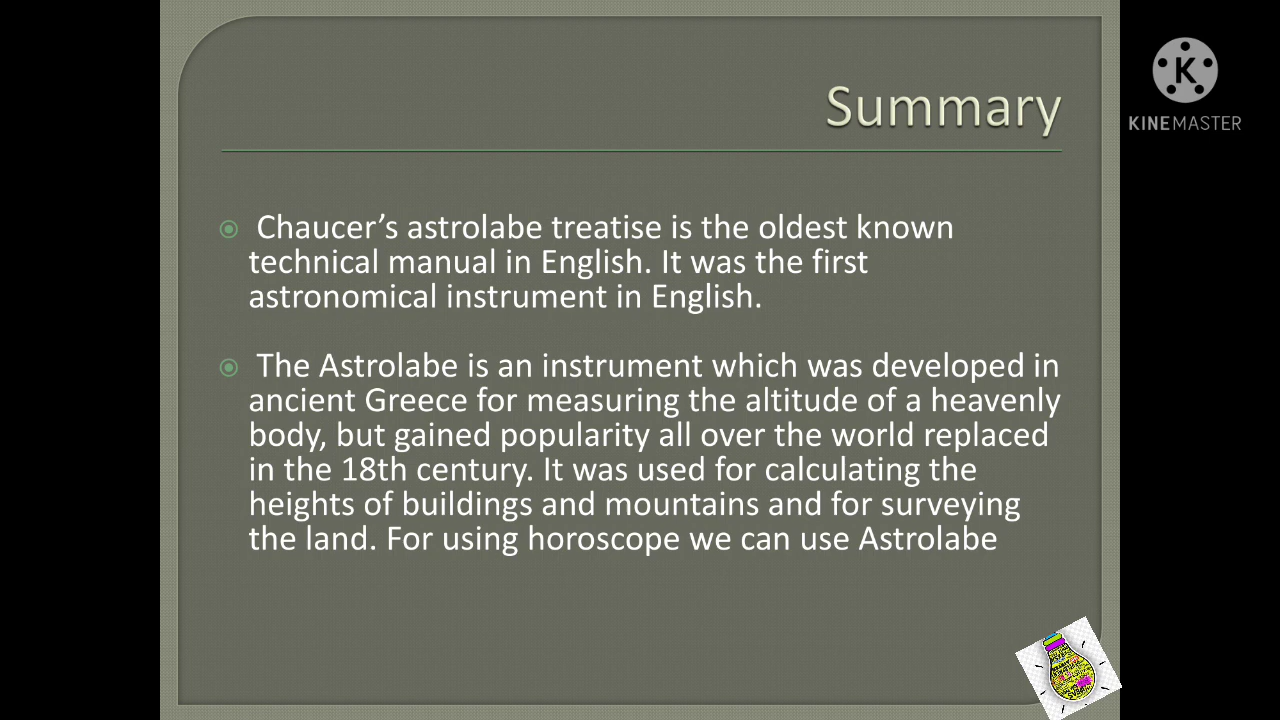 Summary
K
KINEMASTER
Chaucer’s astrolabe treatise is the oldest known
technical manual in English. It was the first
astronomical instrument in English.
The Astrolabe is an instrument which was developed in
ancient Greece for measuring the altitude of a heavenly
body, but gained popularity all over the world replaced
in the 18th century. It was used for calculating the
heights of buildings and mountains and for surveying
the land. For using horoscope we can use Astrolabe